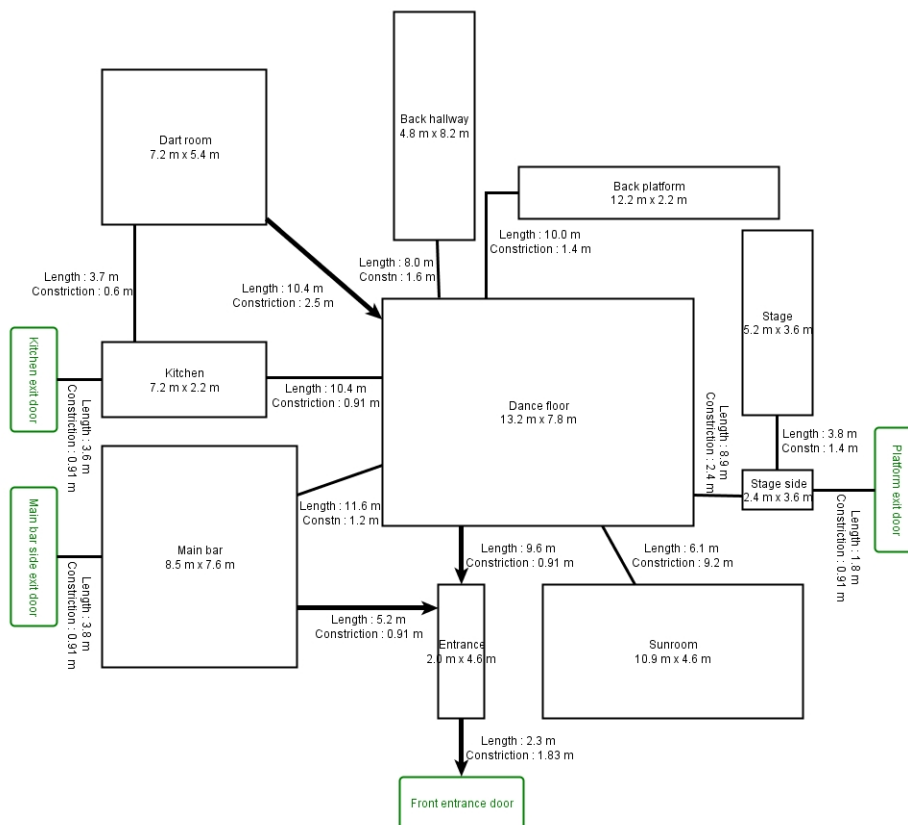 Dart room
7.2 m x 5.4 m
Back hallway
4.8 m x 8.2 m
Back platform
12.2 m x 2.2 m
Length : 10.0 m
Constriction : 1.4 m
Length : 8.0 m
Constn : 1.6 m
Length : 3.7 m
Constriction : 0.6 m
Length : 10.4 m
Constriction : 2.5 m
Stage
5.2 m x 3.6 m
Kitchen exit door
Kitchen
7.2 m x 2.2 m
Length : 3.6 m
Constriction : 0.91 m
Length : 10.4 m
Constriction : 0.91 m
Dance floor
13.2 m x 7.8 m
Length : 8.9 m
Constriction : 2.4 m
Length : 3.8 m
Constn : 1.4 m
Stage side
2.4 m x 3.6 m
Platform exit door
Length : 1.8 m
Constriction : 0.91 m
Length : 11.6 m
Constn : 1.2 m
Main bar side exit door
Main bar
8.5 m x 7.6 m
Length : 3.8 m
Constriction : 0.91 m
Length : 9.6 m
Constriction : 0.91 m
Length : 6.1 m
Constriction : 9.2 m
Length : 5.2 m
Constriction : 0.91 m
Entrance
2.0 m x 4.6 m
Sunroom
10.9 m x 4.6 m
Length : 2.3 m
Constriction : 1.83 m
Front entrance door